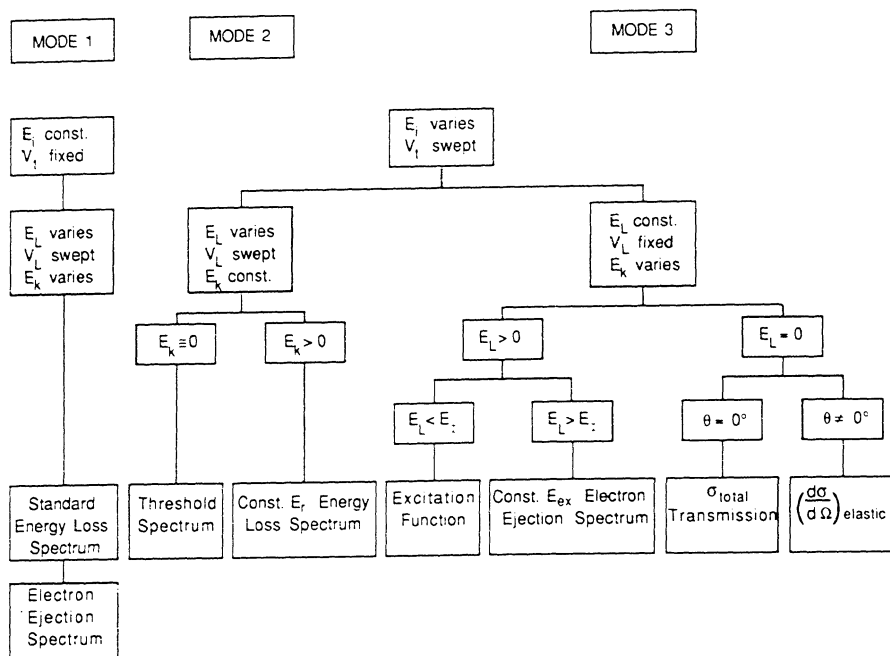 MODE 1
MODE 2
MODE 3
E_i const.
V_t fixed
E_i varies
V_t swept
E_L varies
V_L swept
E_k varies
E_L varies
V_L swept
E_k const.
E_L const.
V_L fixed
E_k varies
E_k ≅ 0
E_k > 0
E_L > 0
E_L = 0
E_L < E
E_L > E
θ = 0°
θ ≠ 0°
Standard
Energy Loss
Spectrum
Threshold
Spectrum
Const. E_r Energy
Loss Spectrum
Excitation
Function
Const. E_ex Electron
Ejection Spectrum
σ_total
Transmission
(dσ/dΩ)_elastic
Electron
Ejection
Spectrum